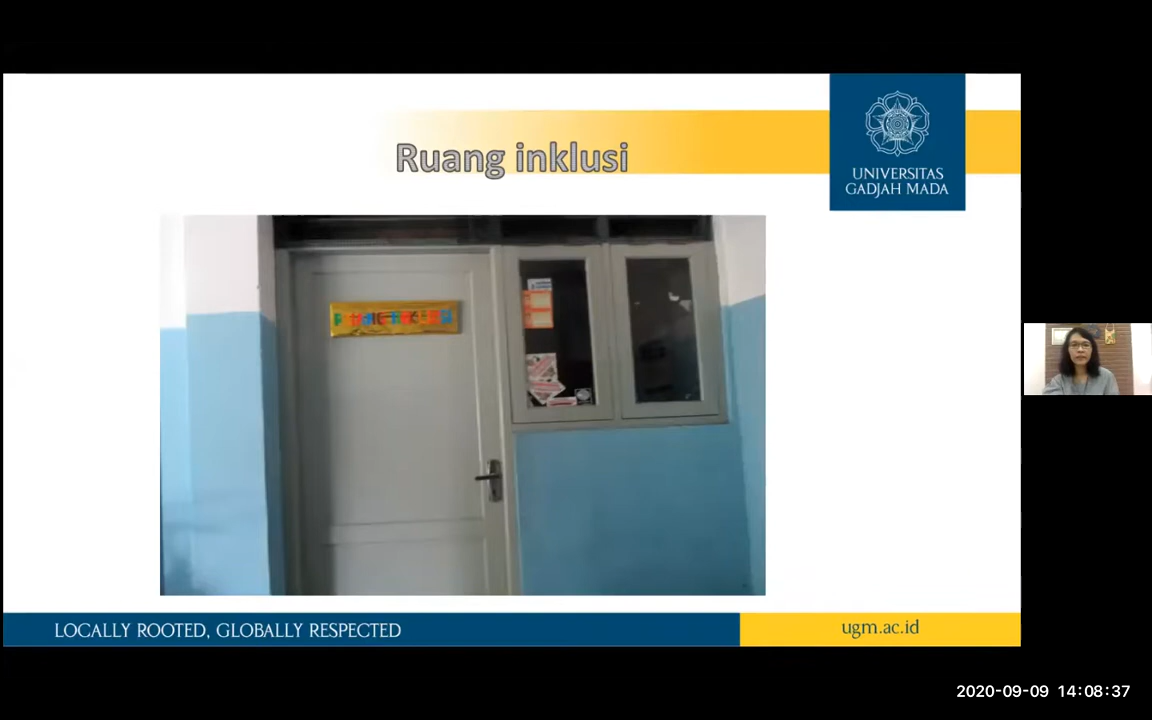 Ruang inklusi
UNIVERSITAS
GADJAH MADA
LOCALLY ROOTED, GLOBALLY RESPECTED
ugm.ac.id
2020-09-09 14:08:37